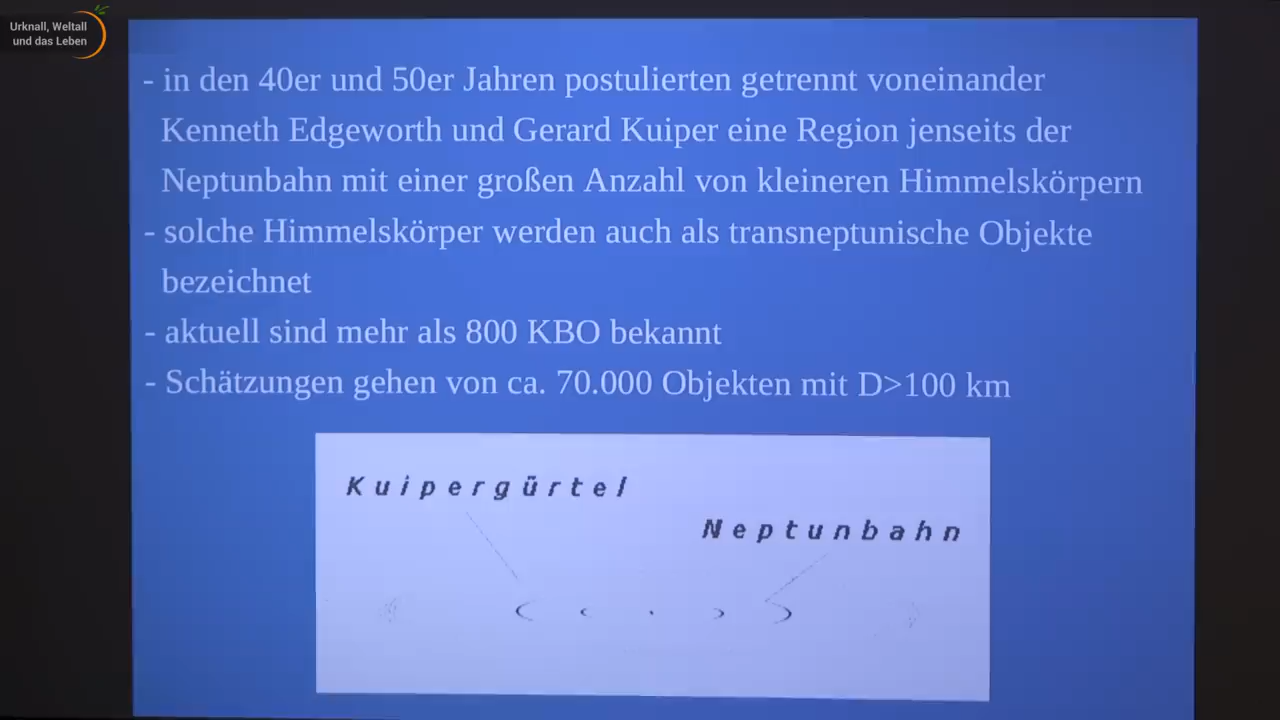 Urknall, Weltall
und das Leben
- in den 40er und 50er Jahren postulierten getrennt voneinander
Kenneth Edgeworth und Gerard Kuiper eine Region jenseits der
Neptunbahn mit einer großen Anzahl von kleineren Himmelskörpern
- solche Himmelskörper werden auch als transneptunische Objekte
bezeichnet
- aktuell sind mehr als 800 KBO bekannt
- Schätzungen gehen von ca. 70.000 Objekten mit D>100 km
Kuipergürtel
Neptunbahn